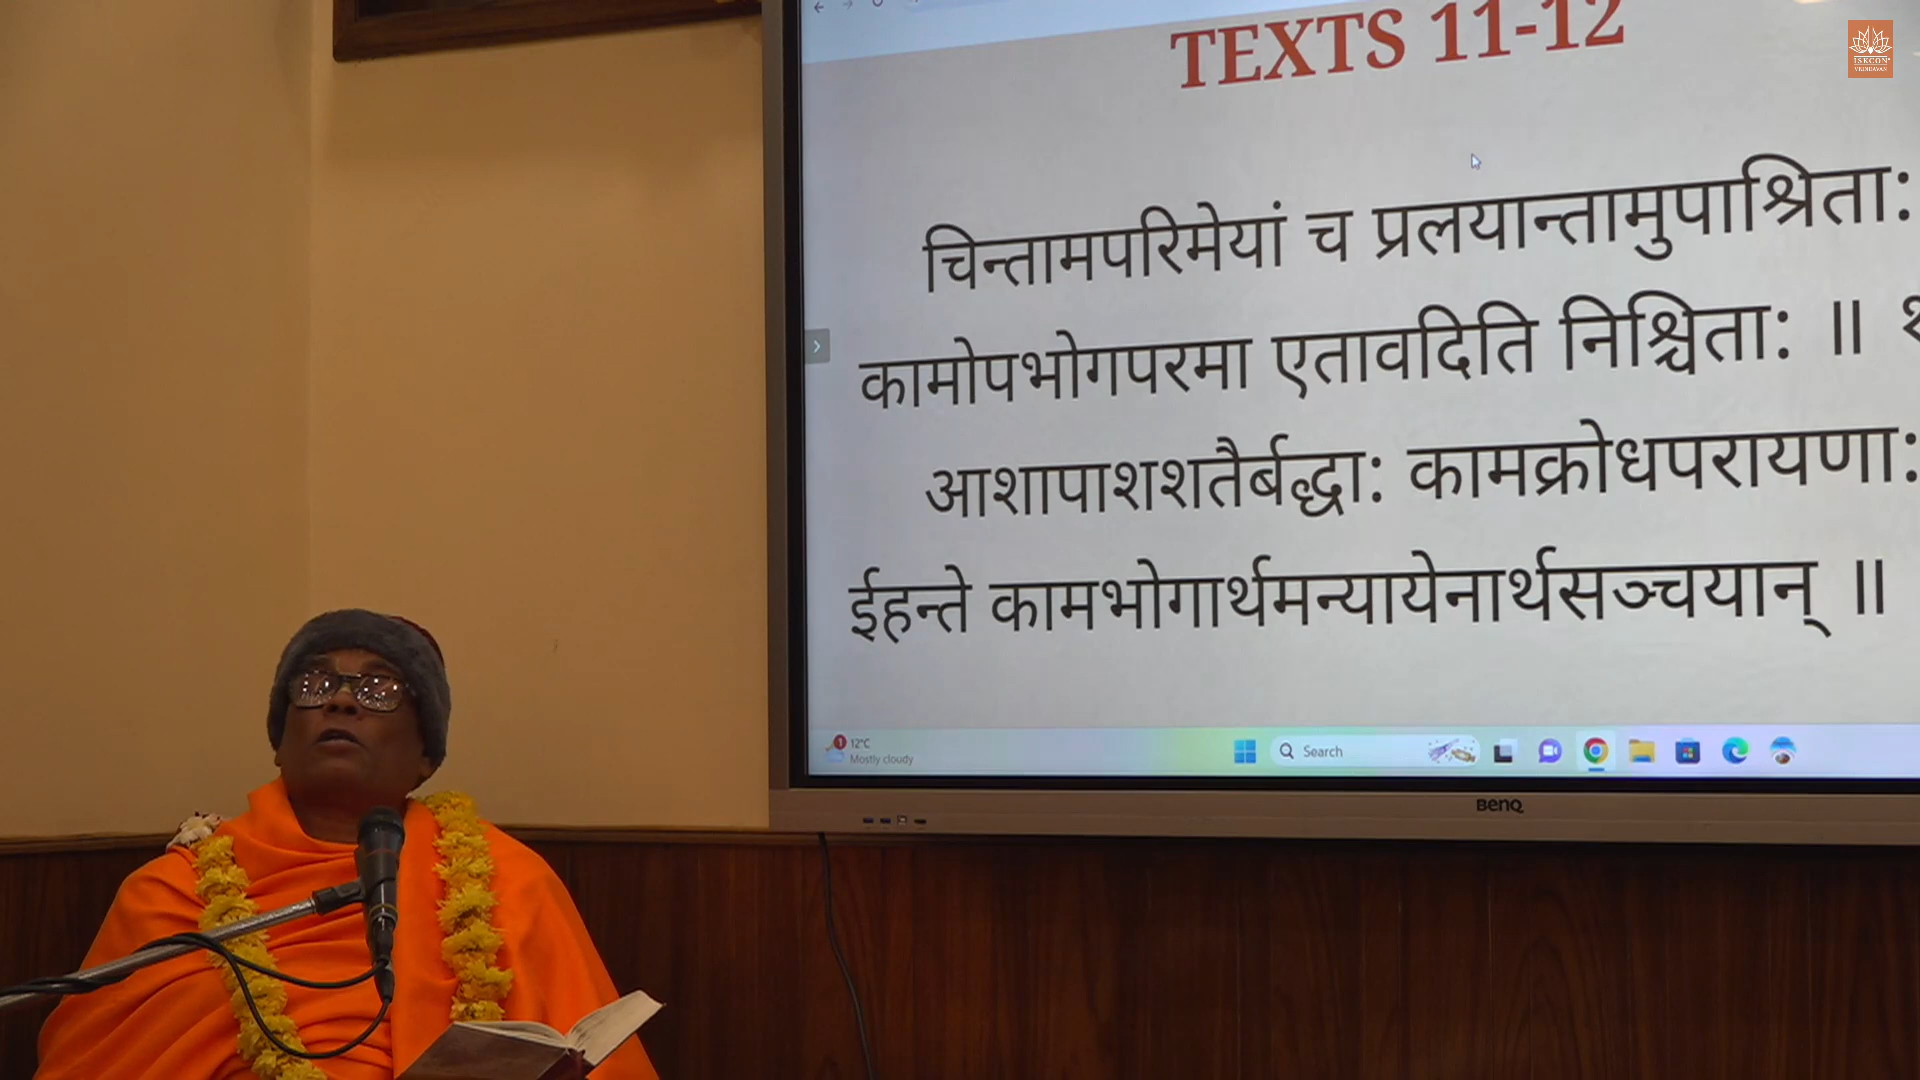 TEXTS 11-12
चिन्तामपरिमेयां च प्रलयान्तामुपाश्रिता:
कामोपभोगपरमा एतावदिति निश्चिता: ॥
आशापाशशतैर्बद्धा: कामक्रोधपरायणा:
ईहन्ते कामभोगार्थमन्यायेनार्थसञ्चयान् ॥
1
12°C
Mostly cloudy
Search
BenQ
ISKCON
VRINDAVAN